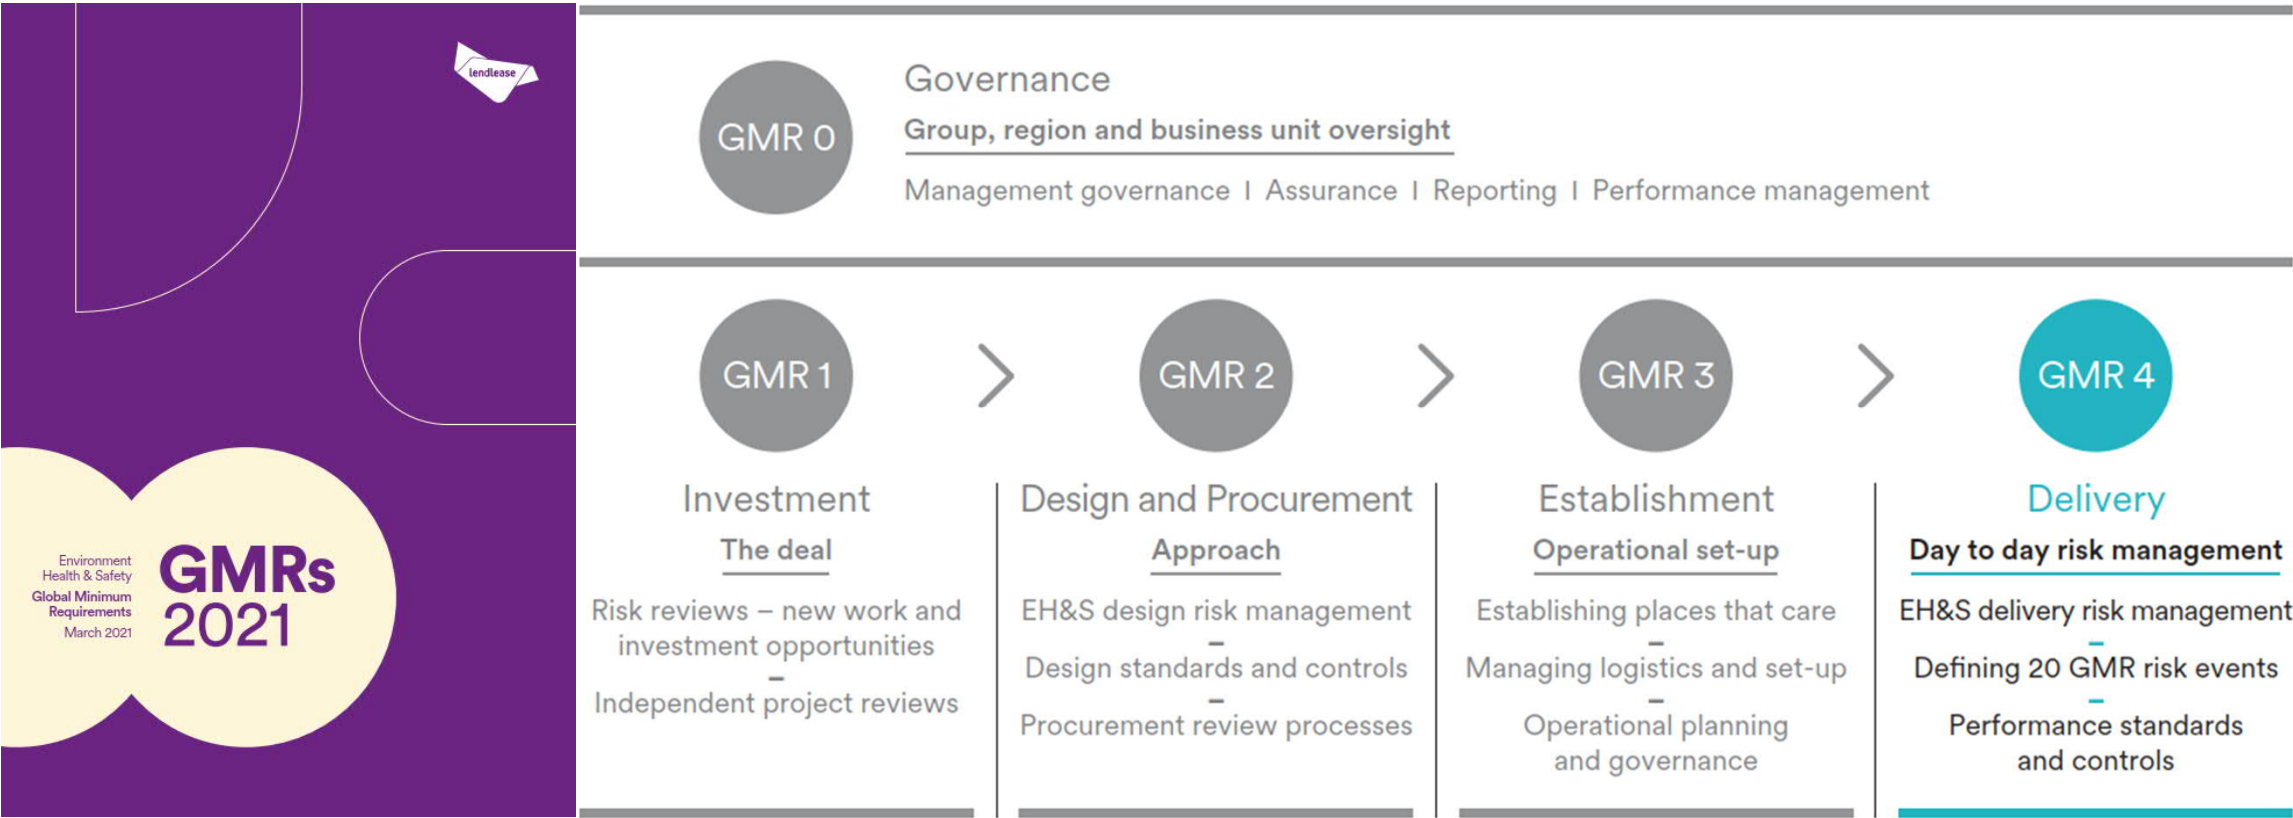 lendlease
Environment
Health & Safety
Global Minimum
Requirements
March 2021
GMRs
2021
GMR 0
Governance
Group, region and business unit oversight
Management governance I Assurance I Reporting I Performance management
GMR 1
Investment
The deal
Risk reviews – new work and
investment opportunities
–
Independent project reviews
GMR 2
Design and Procurement
Approach
EH&S design risk management
–
Design standards and controls
–
Procurement review processes
GMR 3
Establishment
Operational set-up
Establishing places that care
–
Managing logistics and set-up
–
Operational planning
and governance
GMR 4
Delivery
Day to day risk management
EH&S delivery risk management
–
Defining 20 GMR risk events
–
Performance standards
and controls